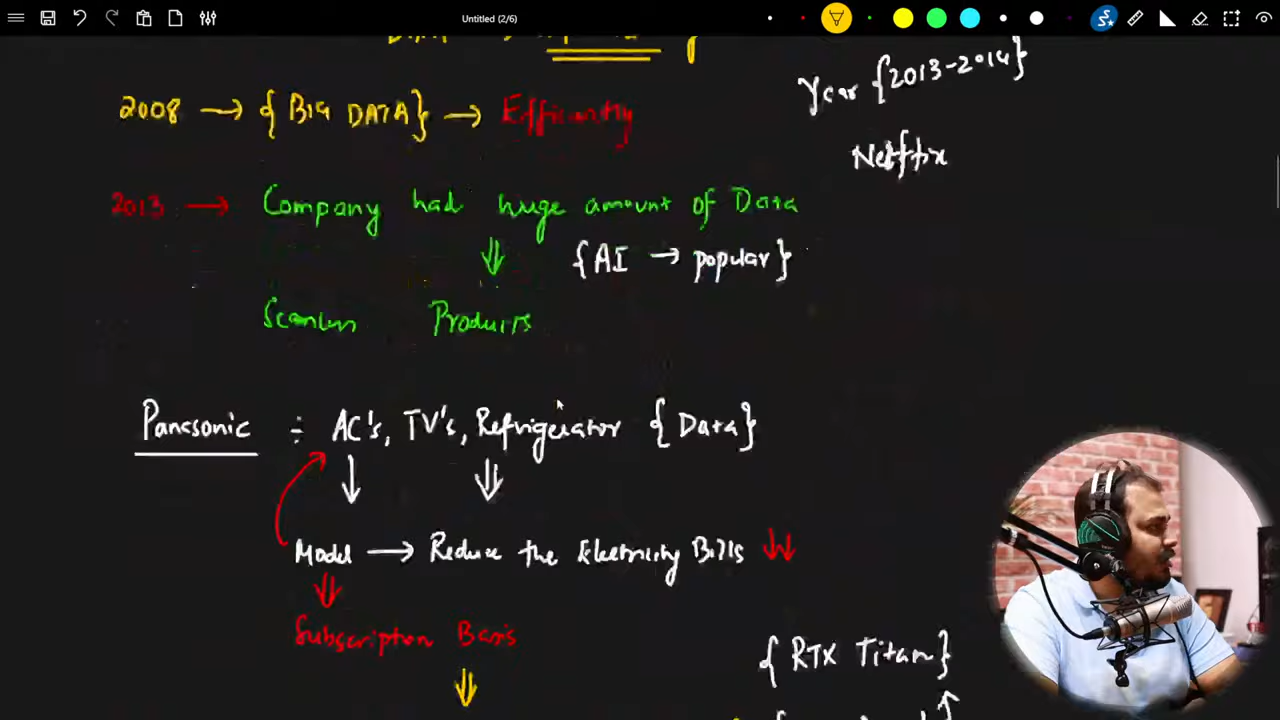 Untitled (2/6)
Year {2013-2014}
2008 → {BIG DATA} → Efficiently
Netflix
2013 → Company had huge amount of Data
⇓ {AI → popular}
Products
Panasonic ÷ AC's, TV's, Refrigerator {Data}
↓ ⇓
Model → Reduce the Electricity Bills ↓↓
⇓
Subscription Basis
⇓
{RTX Titan}